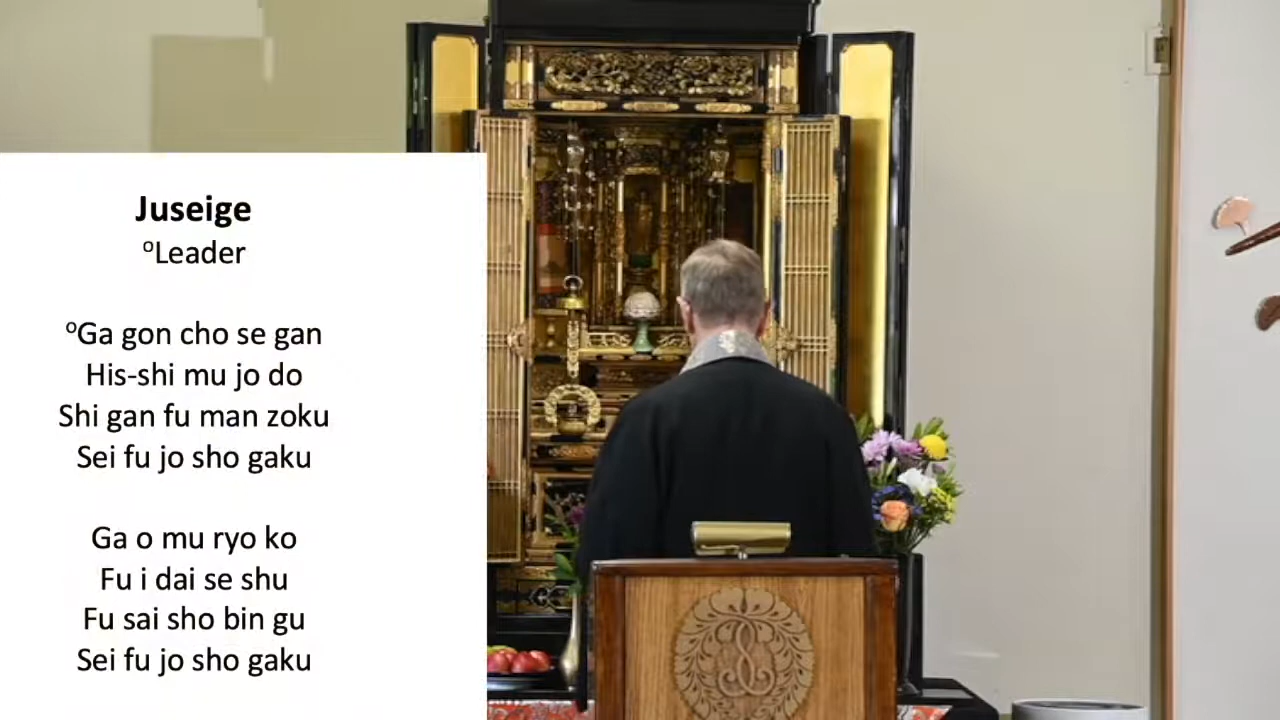 Juseige
ºLeader
ºGa gon cho se gan
His-shi mu jo do
Shi gan fu man zoku
Sei fu jo sho gaku
Ga o mu ryo ko
Fu i dai se shu
Fu sai sho bin gu
Sei fu jo sho gaku